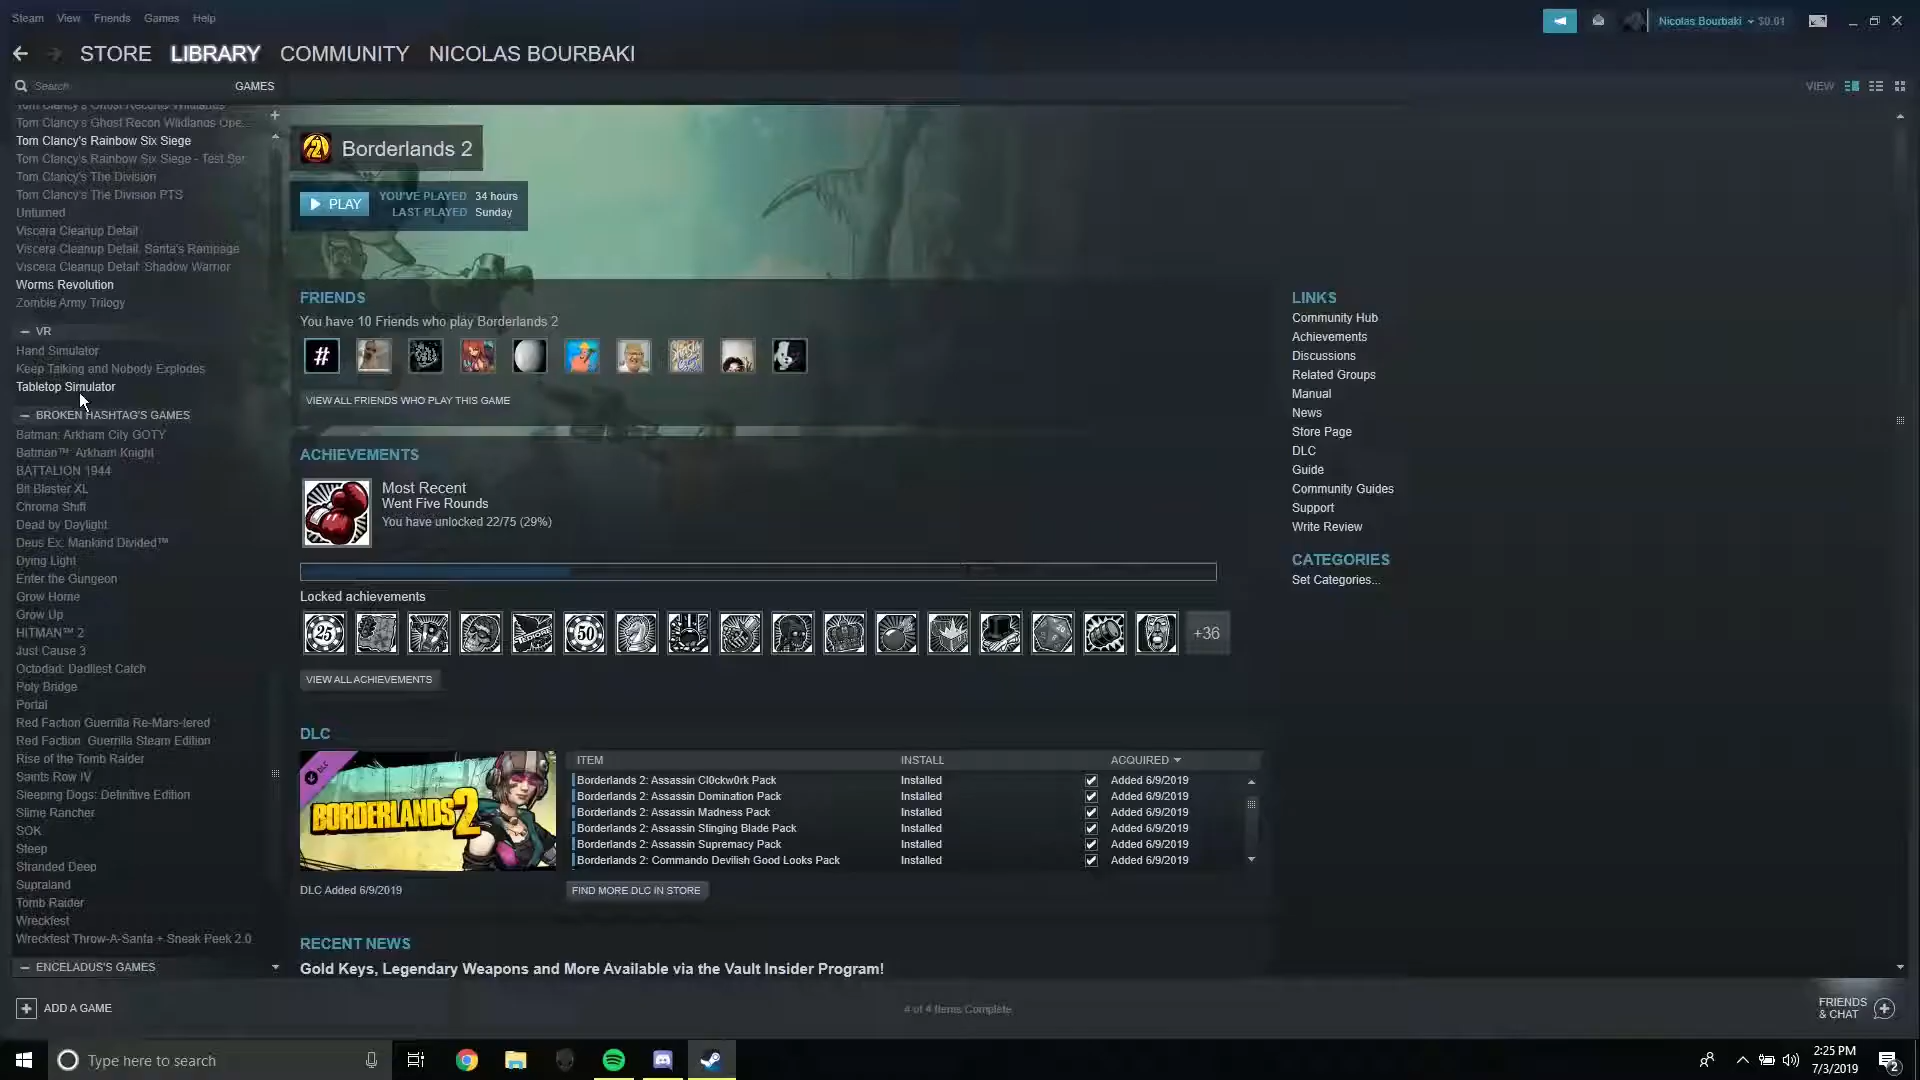 Steam View Friends Games Help
Nicolas Bourbaki $0.01
STORE LIBRARY COMMUNITY NICOLAS BOURBAKI
Search GAMES VIEW
Tom Clancy's Ghost Recon Wildlands
Tom Clancy's Ghost Recon Wildlands Ope...
Tom Clancy's Rainbow Six Siege
Tom Clancy's Rainbow Six Siege - Test Ser
Tom Clancy's The Division
Tom Clancy's The Division PTS
Unturned
Viscera Cleanup Detail
Viscera Cleanup Detail: Santa's Rampage
Viscera Cleanup Detail: Shadow Warrior
Worms Revolution
Zombie Army Trilogy
VR
Hand Simulator
Keep Talking and Nobody Explodes
Tabletop Simulator
BROKEN HASHTAG'S GAMES
Batman: Arkham City GOTY
Batman™: Arkham Knight
BATTALION 1944
Bit Blaster XL
Chroma Shift
Dead by Daylight
Deus Ex: Mankind Divided™
Dying Light
Enter the Gungeon
Grow Home
Grow Up
HITMAN™ 2
Just Cause 3
Octodad: Dadliest Catch
Poly Bridge
Portal
Red Faction Guerrilla Re-Mars-tered
Red Faction: Guerrilla Steam Edition
Rise of the Tomb Raider
Saints Row IV
Sleeping Dogs: Definitive Edition
Slime Rancher
SOK
Sleep
Stranded Deep
Supraland
Tomb Raider
Wreckfest
Wreckfest Throw-A-Santa + Sneak Peek 2.0
ENCELADUS'S GAMES
ADD A GAME
Borderlands 2
PLAY
YOU'VE PLAYED 34 hours
LAST PLAYED Sunday
FRIENDS
You have 10 Friends who play Borderlands 2
#
VIEW ALL FRIENDS WHO PLAY THIS GAME
ACHIEVEMENTS
Most Recent
Went Five Rounds
You have unlocked 22/75 (29%)
Locked achievements
25
50
+36
VIEW ALL ACHIEVEMENTS
DLC
DLC
BORDERLANDS 2
DLC Added 6/9/2019
ITEM INSTALL ACQUIRED
Borderlands 2: Assassin Cl0ckw0rk Pack Installed Added 6/9/2019
Borderlands 2: Assassin Domination Pack Installed Added 6/9/2019
Borderlands 2: Assassin Madness Pack Installed Added 6/9/2019
Borderlands 2: Assassin Stinging Blade Pack Installed Added 6/9/2019
Borderlands 2: Assassin Supremacy Pack Installed Added 6/9/2019
Borderlands 2: Commando Devilish Good Looks Pack Installed Added 6/9/2019
FIND MORE DLC IN STORE
RECENT NEWS
Gold Keys, Legendary Weapons and More Available via the Vault Insider Program!
LINKS
Community Hub
Achievements
Discussions
Related Groups
Manual
News
Store Page
DLC
Guide
Community Guides
Support
Write Review
CATEGORIES
Set Categories...
4 of 4 Items Complete
FRIENDS
& CHAT
Type here to search
2:25 PM
7/3/2019
2